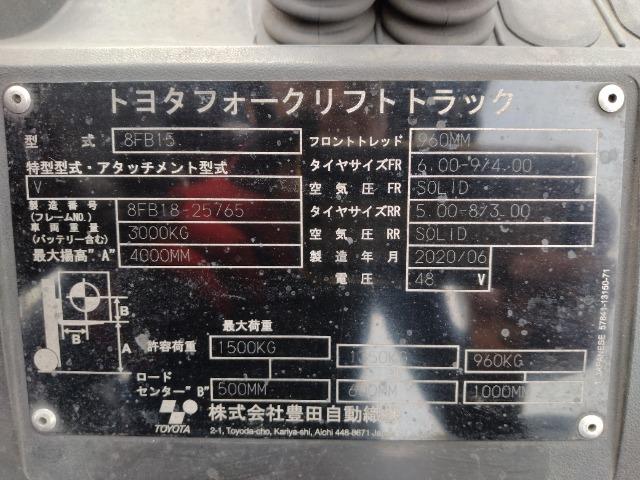 トヨタフォークリフトトラック
型式 8FB15 フロントトレッド 960MM
特型型式・アタッチメント型式 タイヤサイズFR 6.00-9/4.00
V 空気圧 FR SOLID
製造番号 (フレームNO.) 8FB18-25765 タイヤサイズRR 5.00-8/3.00
車両重量 (バッテリー含む) 3000KG 空気圧 RR SOLID
最大揚高"A" 4000MM 製造年月 2020/06
電圧 48 V
B
B
A
最大荷重
許容荷重 1500KG 960KG
ロード
センター"B" 500MM 1000MM
株式会社豊田自動織
TOYOTA
2-1, Toyoda-cho, Kariya-shi, Aichi 448-8671
JAPANESE 57841-13150-71